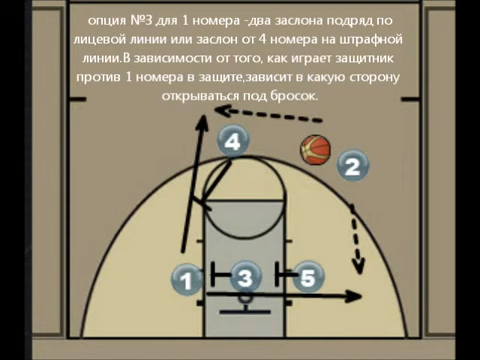 опция №3 для 1 номера -два заслона подряд по
лицевой линии или заслон от 4 номера на штрафной
линии.В зависимости от того, как играет защитник
против 1 номера в защите,зависит в какую сторону
открываться под бросок.
4
2
1
3
5